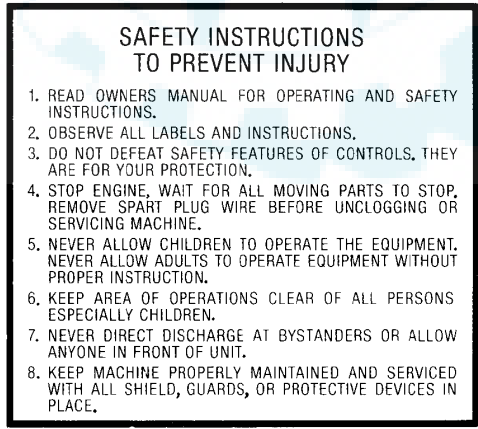 SAFETY INSTRUCTIONS
TO PREVENT INJURY
1. READ OWNERS MANUAL FOR OPERATING AND SAFETY
INSTRUCTIONS.
2. OBSERVE ALL LABELS AND INSTRUCTIONS.
3. DO NOT DEFEAT SAFETY FEATURES OF CONTROLS. THEY
ARE FOR YOUR PROTECTION.
4. STOP ENGINE, WAIT FOR ALL MOVING PARTS TO STOP.
REMOVE SPART PLUG WIRE BEFORE UNCLOGGING OR
SERVICING MACHINE.
5. NEVER ALLOW CHILDREN TO OPERATE THE EQUIPMENT.
NEVER ALLOW ADULTS TO OPERATE EQUIPMENT WITHOUT
PROPER INSTRUCTION.
6. KEEP AREA OF OPERATIONS CLEAR OF ALL PERSONS
ESPECIALLY CHILDREN.
7. NEVER DIRECT DISCHARGE AT BYSTANDERS OR ALLOW
ANYONE IN FRONT OF UNIT.
8. KEEP MACHINE PROPERLY MAINTAINED AND SERVICED
WITH ALL SHIELD, GUARDS, OR PROTECTIVE DEVICES IN
PLACE.